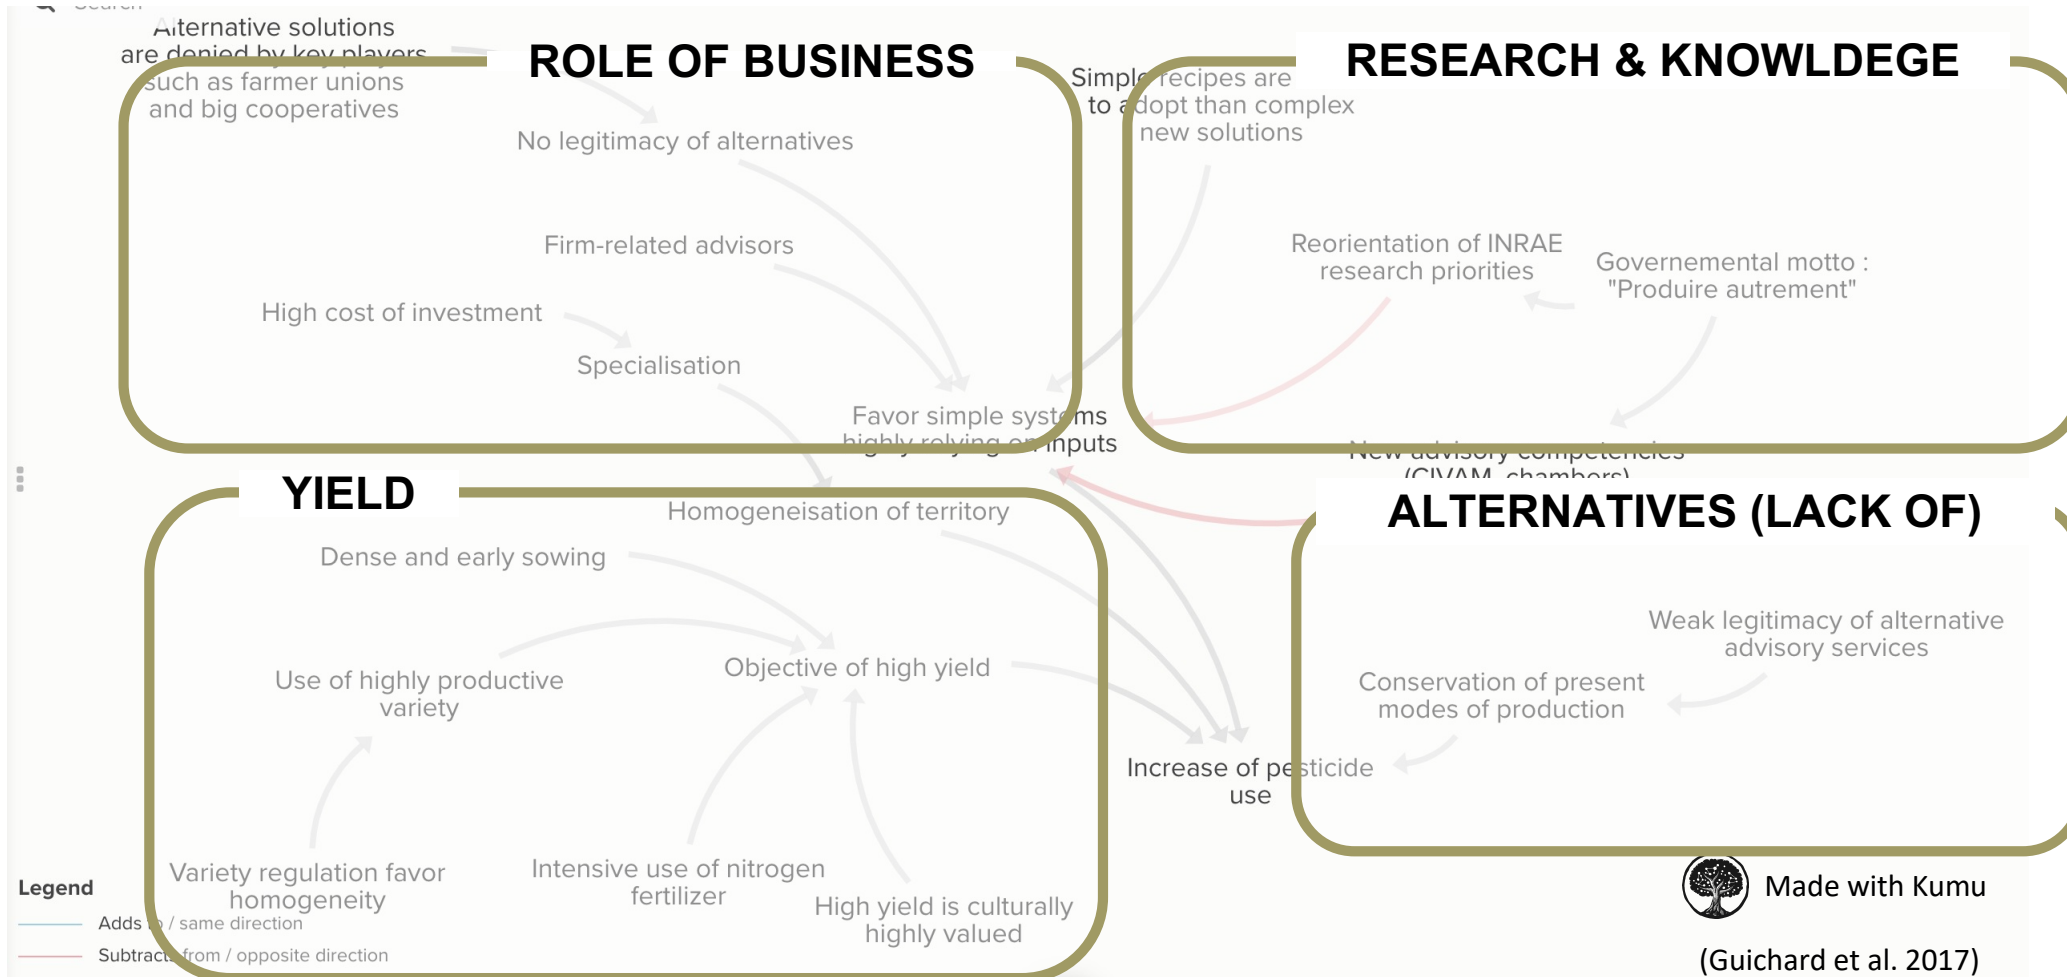 Search
Alternative solutions
are denied by key players
such as farmer unions
and big cooperatives
ROLE OF BUSINESS
No legitimacy of alternatives
Firm-related advisors
High cost of investment
Specialisation
Favor simple systems
highly relying on inputs
RESEARCH & KNOWLDEGE
Simple recipes are
to adopt than complex
new solutions
Reorientation of INRAE
research priorities
Governemental motto :
"Produire autrement"
New advisory competencies
(CIVAM, chambers)
YIELD
Homogeneisation of territory
Dense and early sowing
Use of highly productive
variety
Objective of high yield
Variety regulation favor
homogeneity
Intensive use of nitrogen
fertilizer
High yield is culturally
highly valued
ALTERNATIVES (LACK OF)
Weak legitimacy of alternative
advisory services
Conservation of present
modes of production
Increase of pesticide
use
Legend
Adds to / same direction
Subtracts from / opposite direction
Made with Kumu
(Guichard et al. 2017)